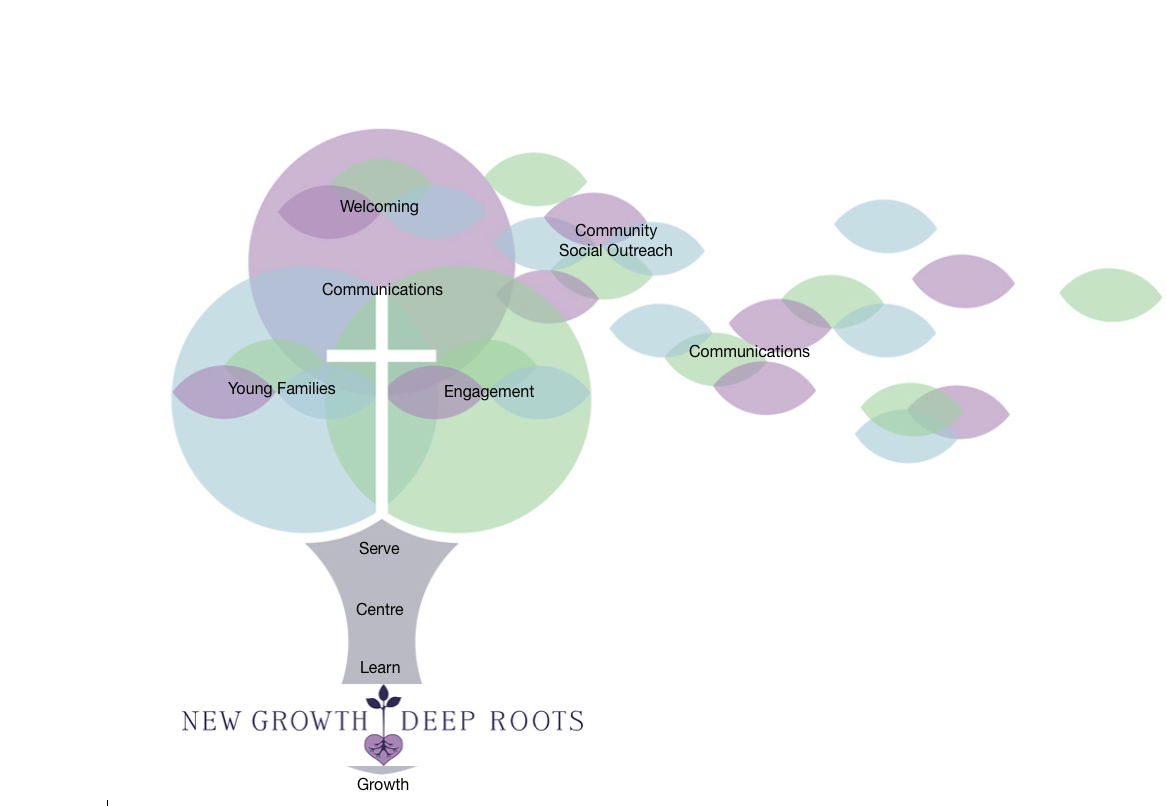 Welcoming
Community
Social Outreach
Communications
Communications
Young Families
Engagement
Serve
Centre
Learn
NEW GROWTH DEEP ROOTS
Growth